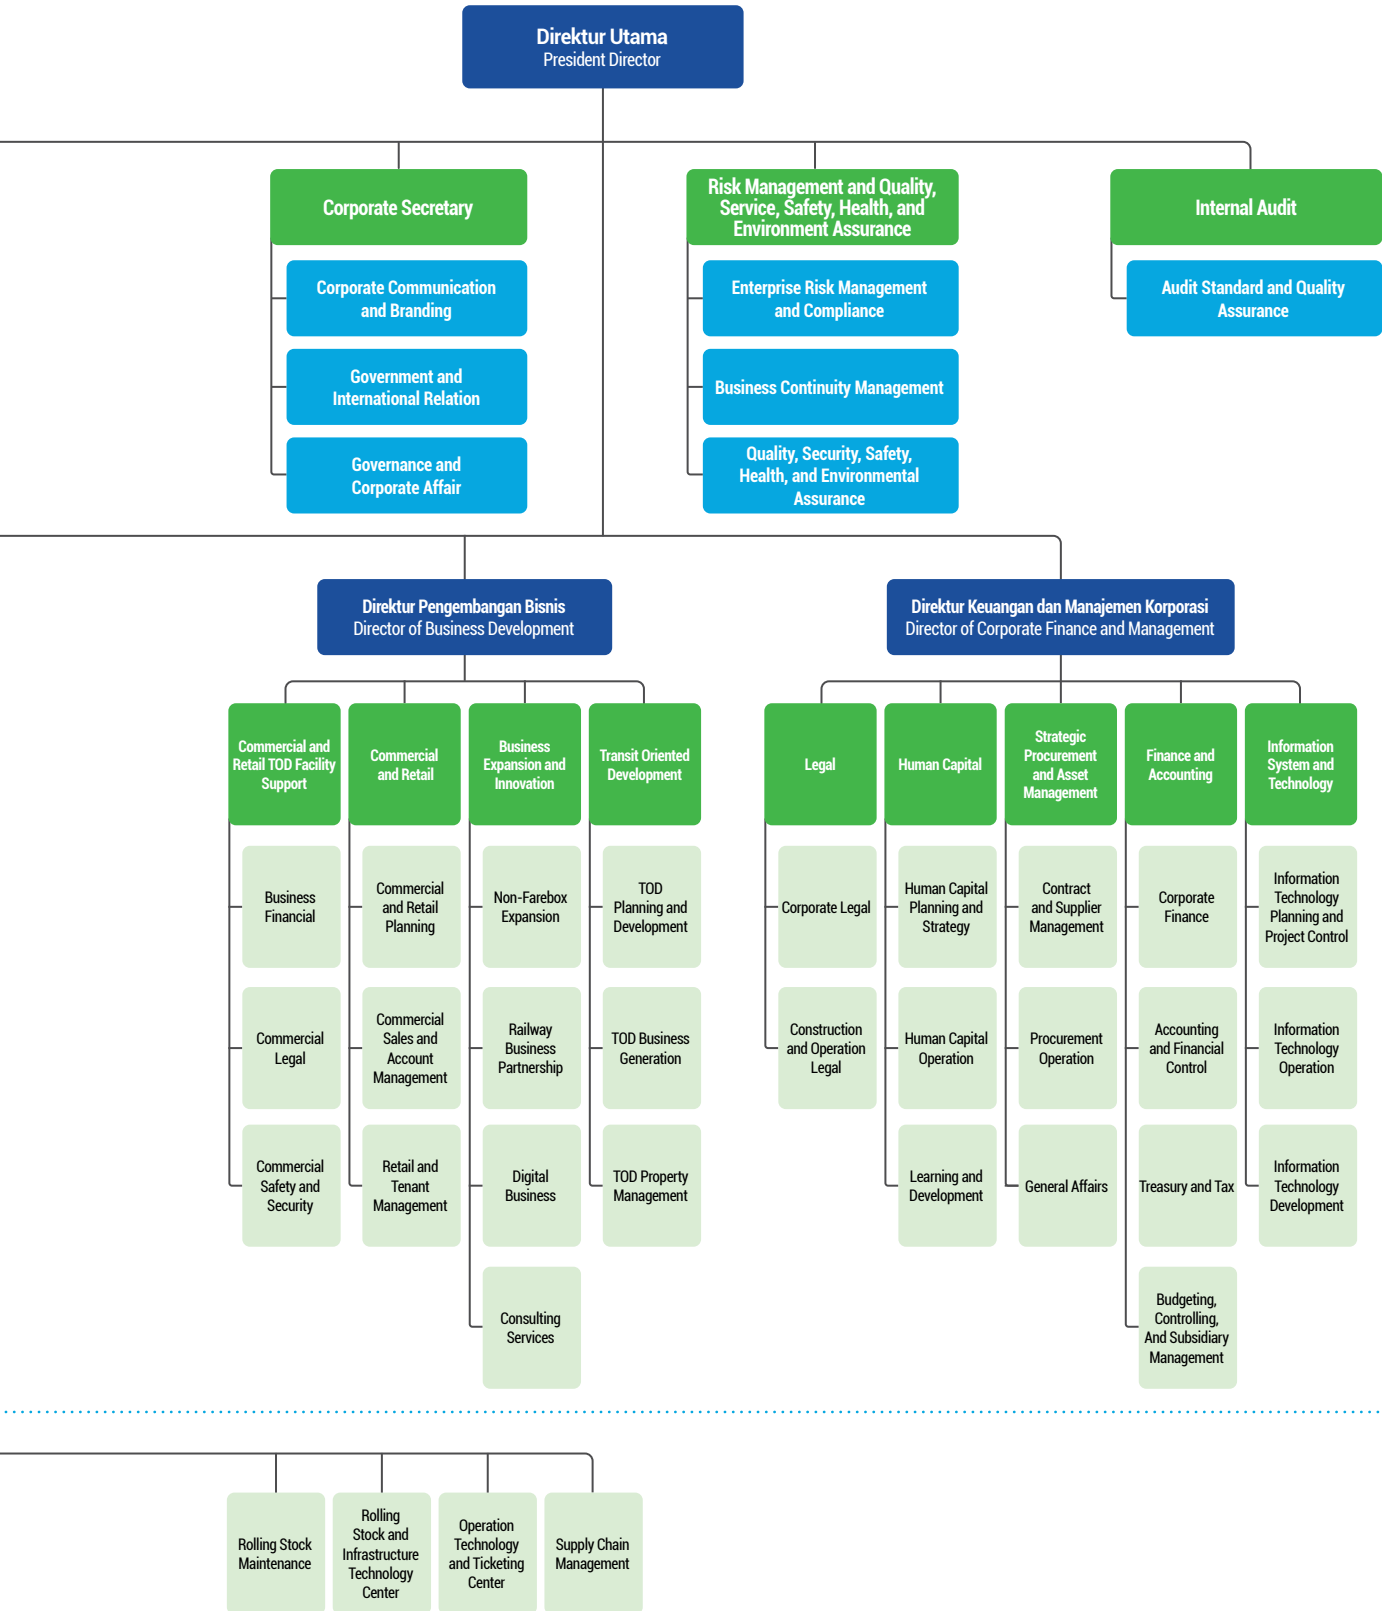 Direktur Utama
President Director
Corporate Secretary
Risk Management and Quality,
Service, Safety, Health, and
Environment Assurance
Internal Audit
Corporate Communication
and Branding
Enterprise Risk Management
and Compliance
Audit Standard and Quality
Assurance
Government and
International Relation
Business Continuity Management
Governance and
Corporate Affair
Quality, Security, Safety,
Health, and Environmental
Assurance
Direktur Pengembangan Bisnis
Director of Business Development
Direktur Keuangan dan Manajemen Korporasi
Director of Corporate Finance and Management
Commercial and
Retail TOD Facility
Support
Commercial
and Retail
Business
Expansion and
Innovation
Transit Oriented
Development
Legal
Human Capital
Strategic
Procurement
and Asset
Management
Finance and
Accounting
Information
System and
Technology
Business
Financial
Commercial
and Retail
Planning
Non-Farebox
Expansion
TOD
Planning and
Development
Corporate Legal
Human Capital
Planning and
Strategy
Contract
and Supplier
Management
Corporate
Finance
Information
Technology
Planning and
Project Control
Commercial
Legal
Commercial
Sales and
Account
Management
Railway
Business
Partnership
TOD Business
Generation
Construction
and Operation
Legal
Human Capital
Operation
Procurement
Operation
Accounting
and Financial
Control
Information
Technology
Operation
Commercial
Safety and
Security
Retail and
Tenant
Management
Digital
Business
TOD Property
Management
Learning and
Development
General Affairs
Treasury and Tax
Information
Technology
Development
Consulting
Services
Budgeting,
Controlling,
And Subsidiary
Management
Rolling Stock
Maintenance
Rolling
Stock and
Infrastructure
Technology
Center
Operation
Technology
and Ticketing
Center
Supply Chain
Management